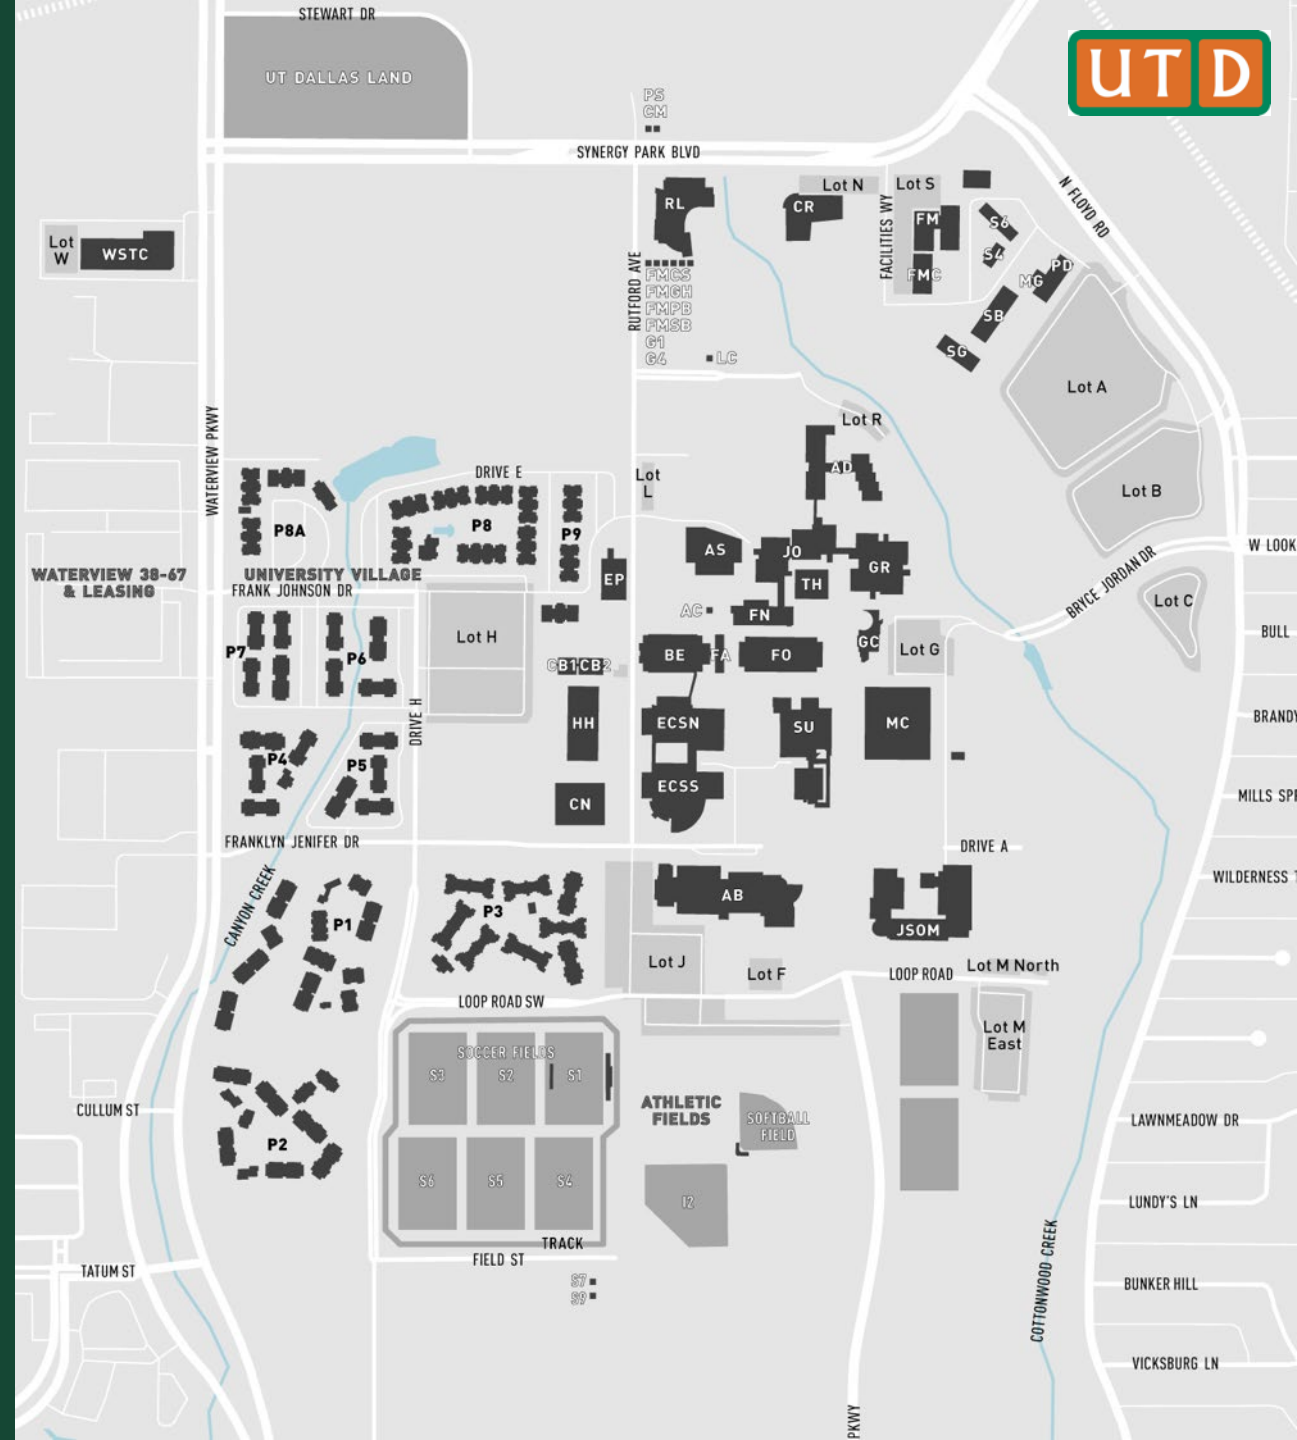 STEWART DR
UT DALLAS LAND
UTD
PS
CM
SYNERGY PARK BLVD
N FLOYD RD
Lot N
Lot S
RL
CR
FM
S6
FACILITIES WY
Lot
W
WSTC
S4
FMC
PD
MG
RUTFORD AVE
FMCS
FMGH
FMPB
FMSB
G1
G4
LC
SB
SG
Lot A
WATERVIEW PKWY
Lot R
DRIVE E
Lot
L
AD
Lot B
P8A
P8
P9
AS
JO
GR
W LOOK
WATERVIEW 38-67
& LEASING
UNIVERSITY VILLAGE
FRANK JOHNSON DR
EP
TH
BRYCE JORDAN DR
Lot C
AC
FN
BULL
P7
P6
Lot H
CB1
CB2
BE
FA
FO
GC
Lot G
DRIVE H
HH
ECSN
SU
MC
BRANDY
P4
P5
ECSS
CN
MILLS SPR
FRANKLYN JENIFER DR
DRIVE A
CANYON CREEK
P1
P3
AB
JSOM
WILDERNESS T
Lot J
Lot F
LOOP ROAD
Lot M North
LOOP ROAD SW
Lot M
East
SOCCER FIELDS
S3
S2
S1
ATHLETIC
FIELDS
SOFTBALL
FIELD
CULLUM ST
P2
LAWNMEADOW DR
S6
S5
S4
I2
LUNDY'S LN
TRACK
FIELD ST
TATUM ST
S7
S9
COTTONWOOD CREEK
BUNKER HILL
VICKSBURG LN
PKWY